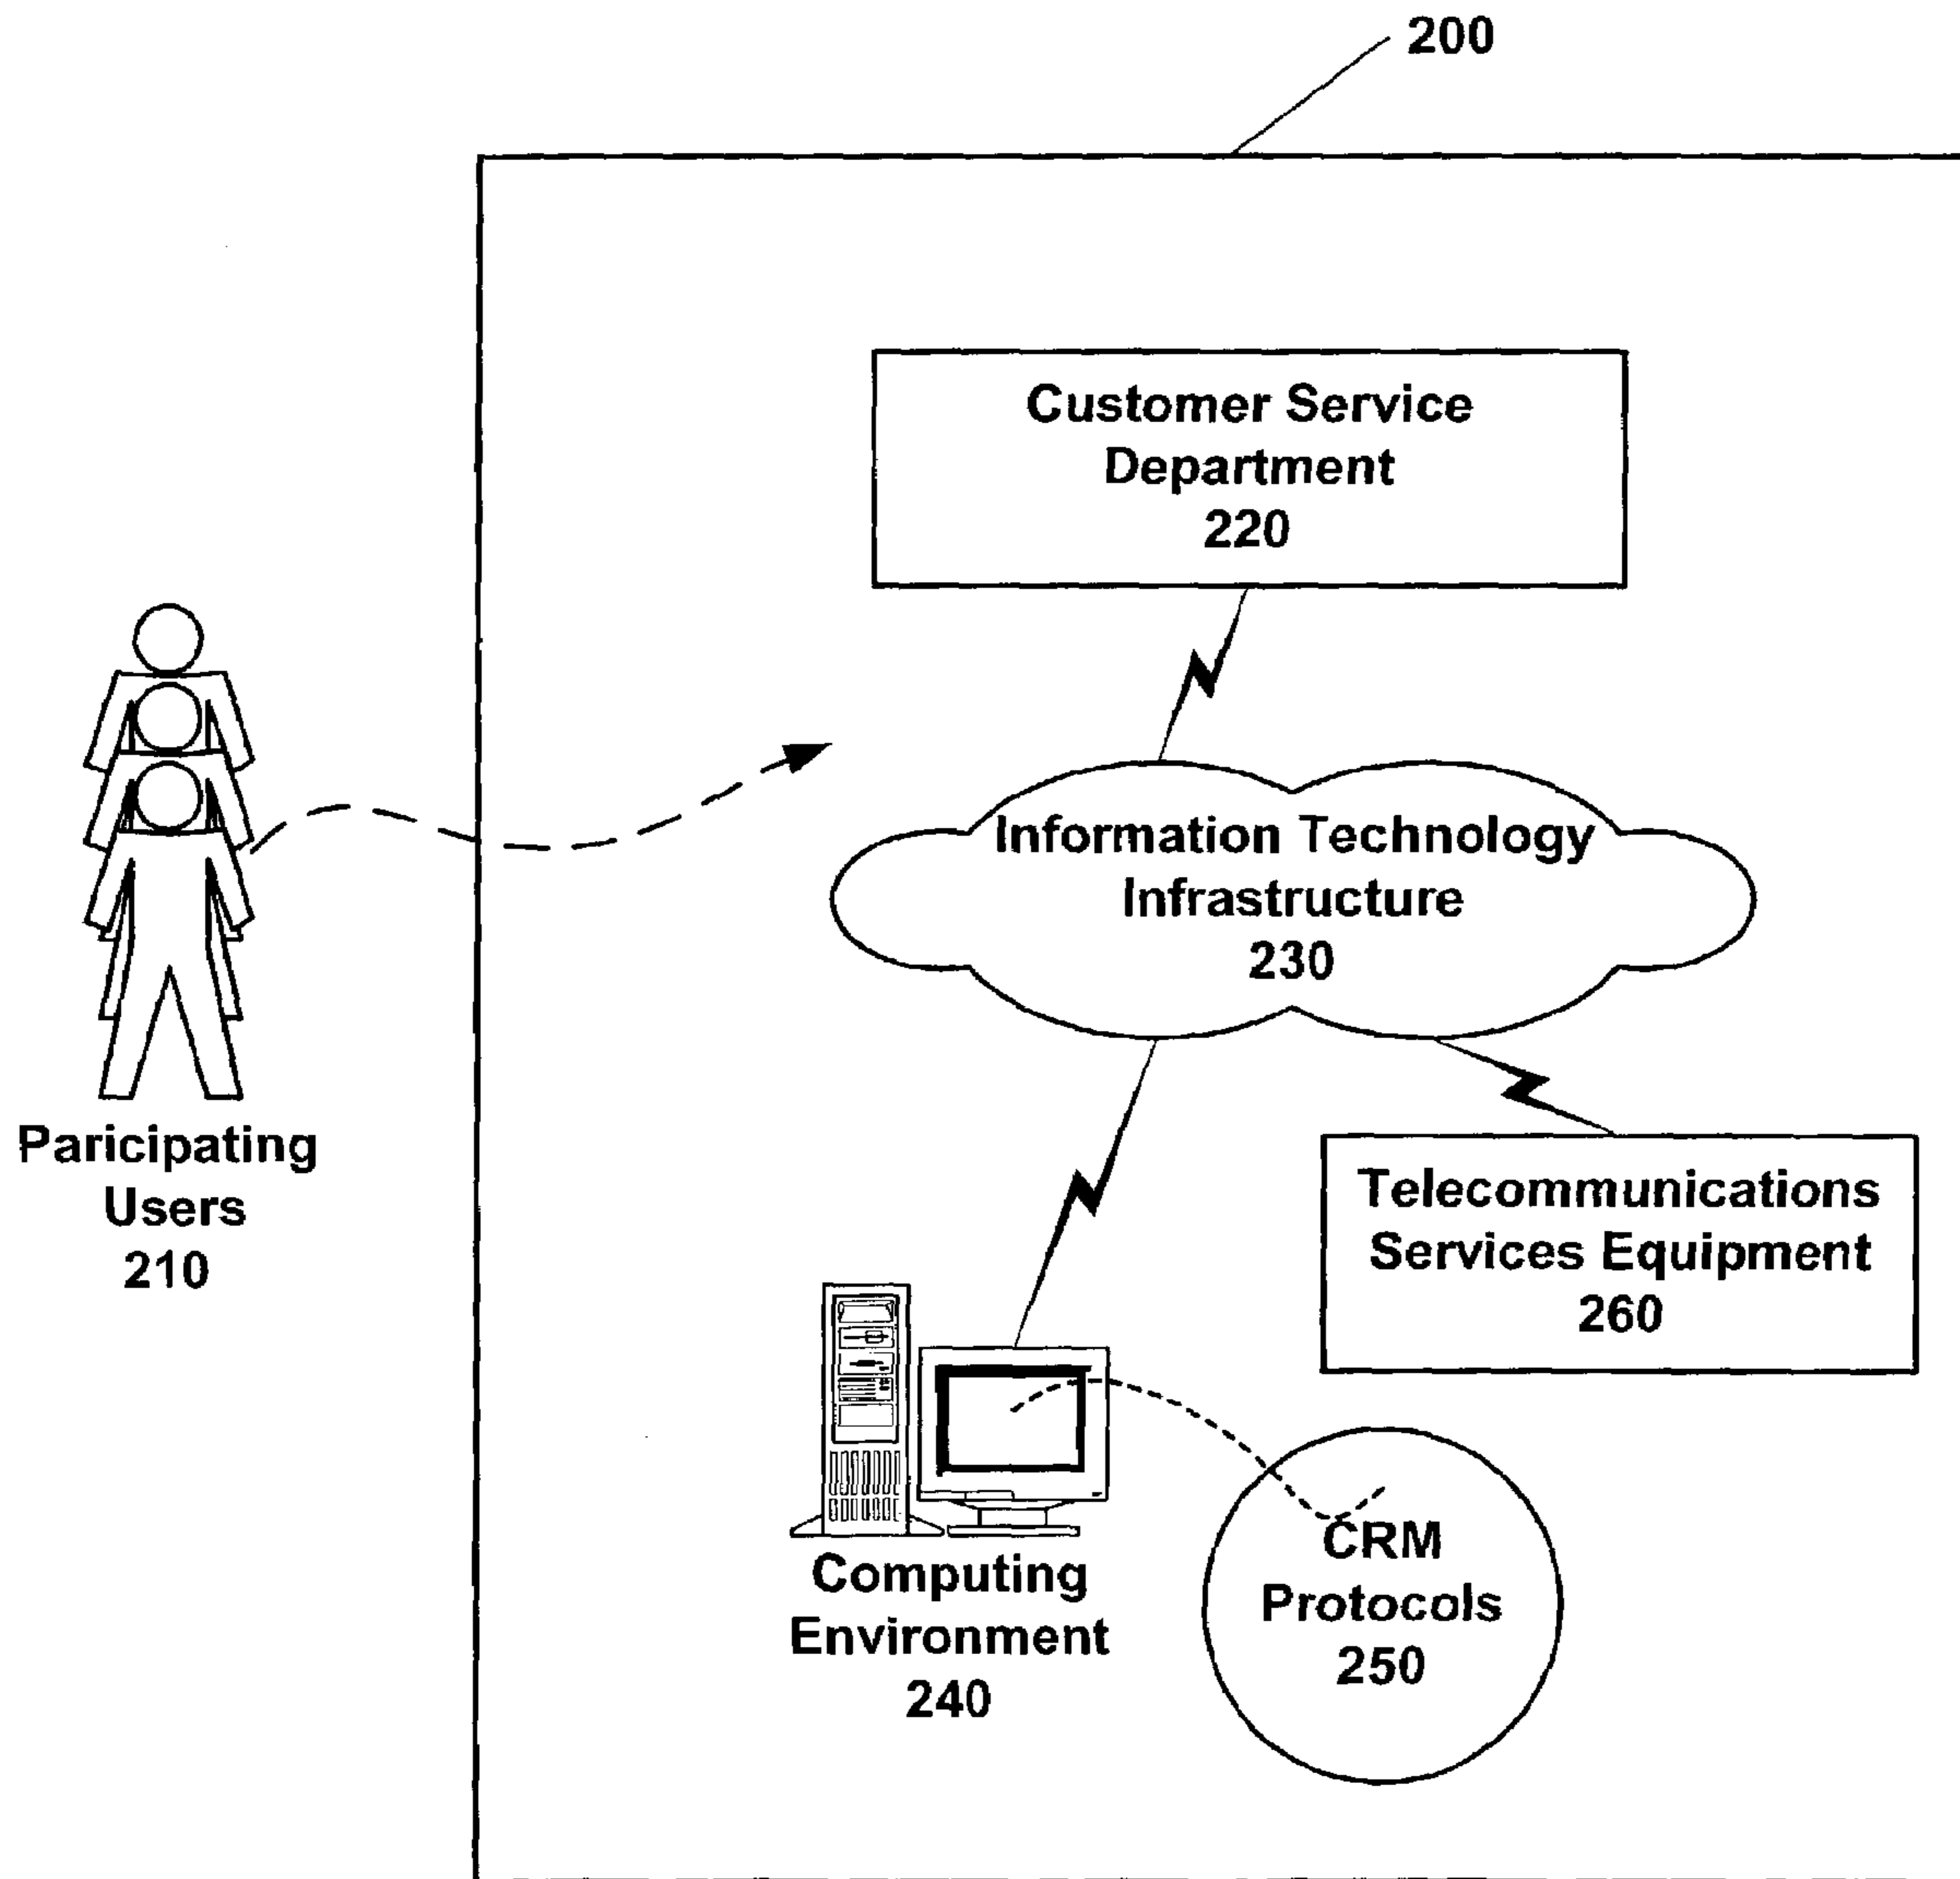 200
Customer Service
Department
220
Information Technology
Infrastructure
230
Paricipating
Users
210
Telecommunications
Services Equipment
260
Computing
Environment
240
CRM
Protocols
250